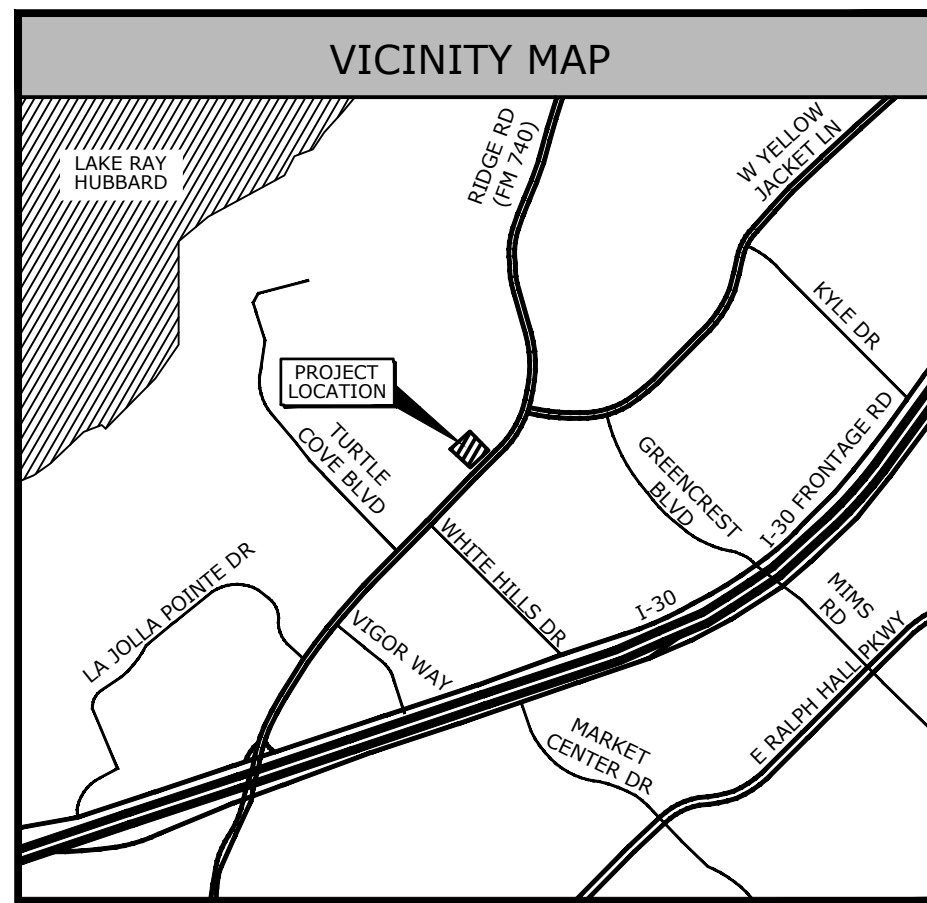 VICINITY MAP
LAKE RAY
HUBBARD
RIDGE RD
(FM 740)
W YELLOW
JACKET LN
KYLE DR
PROJECT
LOCATION
TURTLE
COVE BLVD
GREENCREST
BLVD
I-30 FRONTAGE RD
WHITE HILLS DR
I-30
MIMS
RD
LA JOLLA POINTE DR
VIGOR WAY
E RALPH HALL PKWY
MARKET
CENTER DR